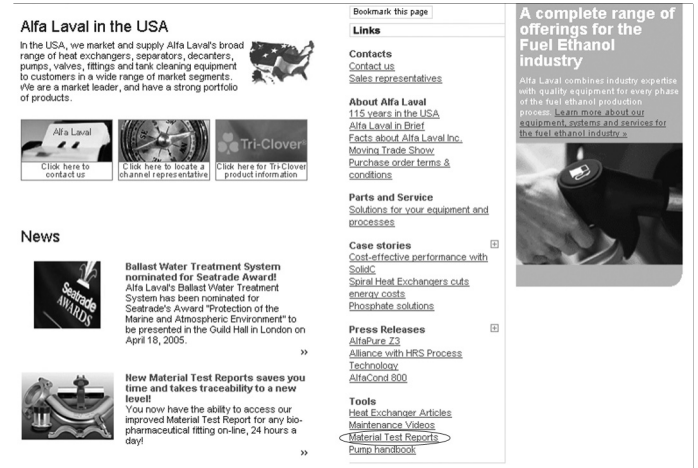 Alfa Laval in the USA
In the USA, we market and supply Alfa Laval's broad
range of heat exchangers, separators, decanters,
pumps, valves, fittings and tank cleaning equipment
to customers in a wide range of market segments.
We are a market leader, and have a strong portfolio
of products.
Alfa Laval
Click here to
contact us
Click here to locate a
channel representative
Tri-Clover®
Click here for Tri-Clover
product information
News
Seatrade
AWARDS
Ballast Water Treatment System
nominated for Seatrade Award!
Alfa Laval's Ballast Water Treatment
System has been nominated for
Seatrade's Award "Protection of the
Marine and Atmospheric Environment" to
be presented in the Guild Hall in London on
April 18, 2005.
»
New Material Test Reports saves you
time and takes traceability to a new
level!
You now have the ability to access our
improved Material Test Report for any bio-
pharmaceutical fitting on-line, 24 hours a
day!
»
Bookmark this page
Links
Contacts
Contact us
Sales representatives
About Alfa Laval
115 years in the USA
Alfa Laval in Brief
Facts about Alfa Laval Inc.
Moving Trade Show
Purchase order terms &
conditions
Parts and Service
Solutions for your equipment and
processes
Case stories
Cost-effective performance with
SolidC
Spiral Heat Exchangers cuts
energy costs
Phosphate solutions
Press Releases
AlfaPure Z3
Alliance with HRS Process
Technology
AlfaCond 800
Tools
Heat Exchanger Articles
Maintenance Videos
Material Test Reports
Pump handbook
A complete range of
offerings for the
Fuel Ethanol
industry
Alfa Laval combines industry expertise
with quality equipment for every phase
of the fuel ethanol production
process. Learn more about our
equipment, systems and services for
the fuel ethanol industry »